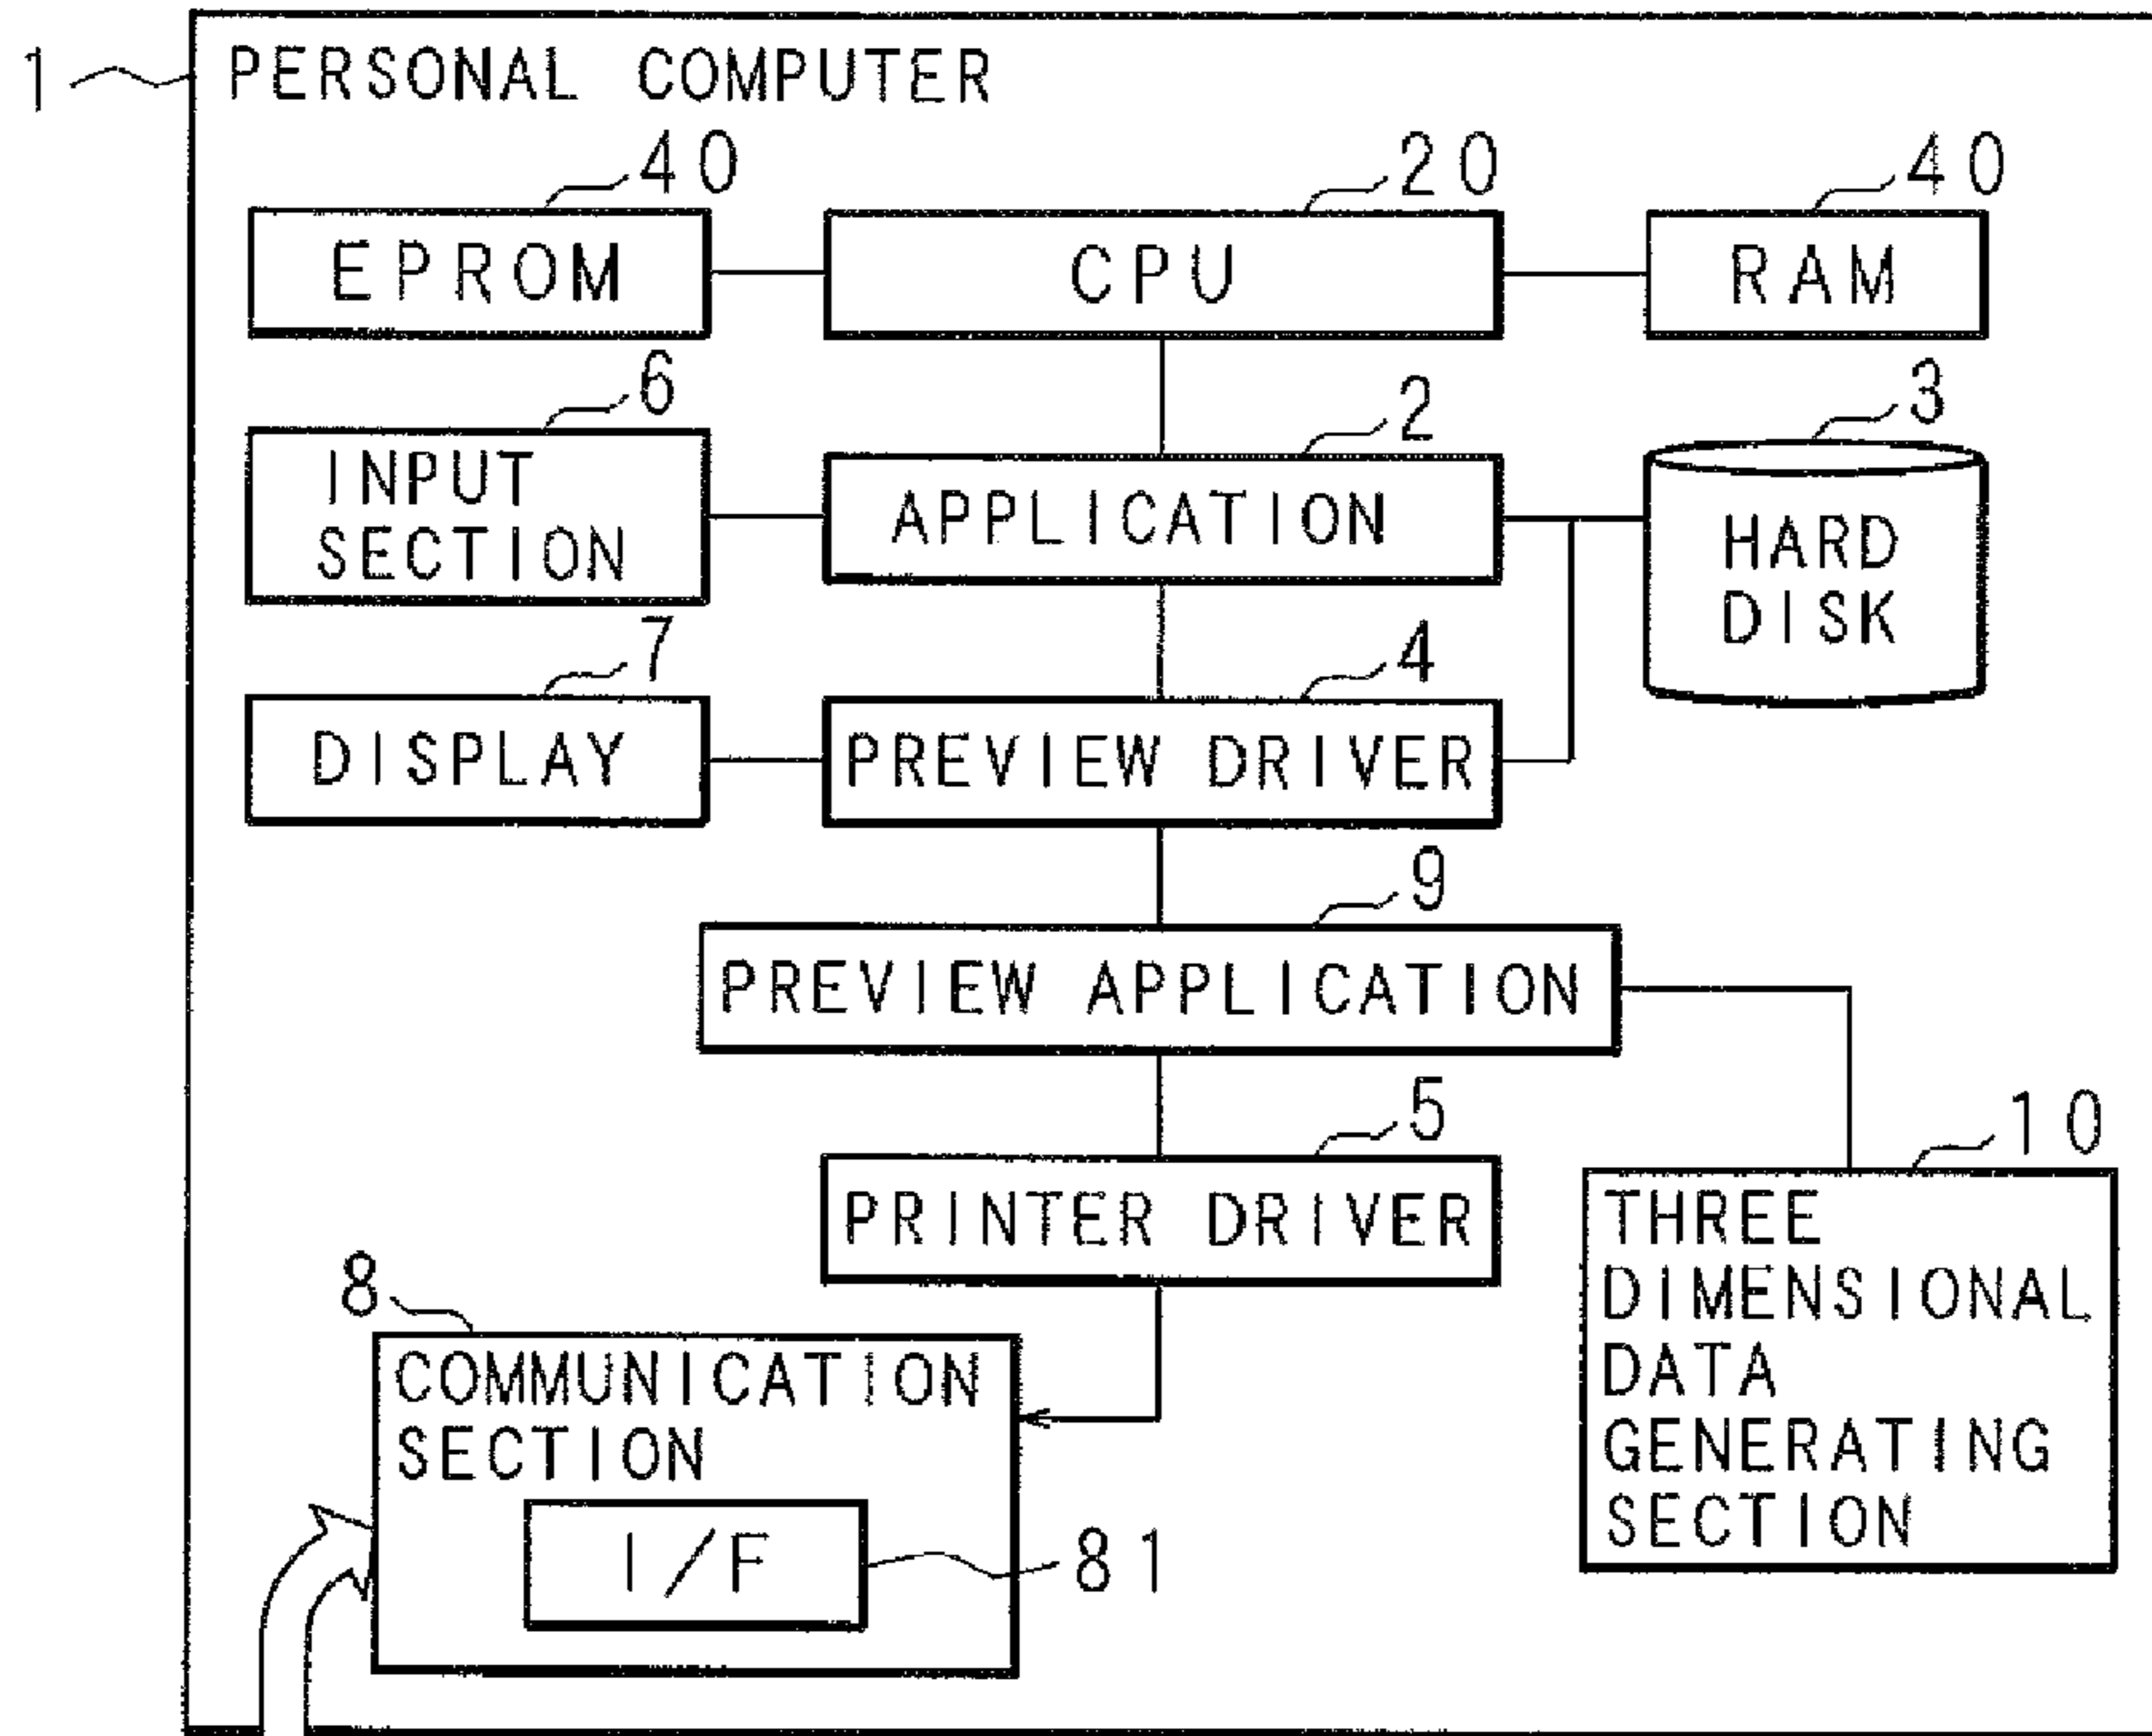 1
PERSONAL COMPUTER
40
20
40
EPROM
CPU
RAM
6
2
3
INPUT
SECTION
APPLICATION
HARD
DISK
7
4
DISPLAY
PREVIEW DRIVER
9
PREVIEW APPLICATION
5
10
PRINTER DRIVER
THREE
DIMENSIONAL
DATA
GENERATING
SECTION
8
COMMUNICATION
SECTION
I/F
81